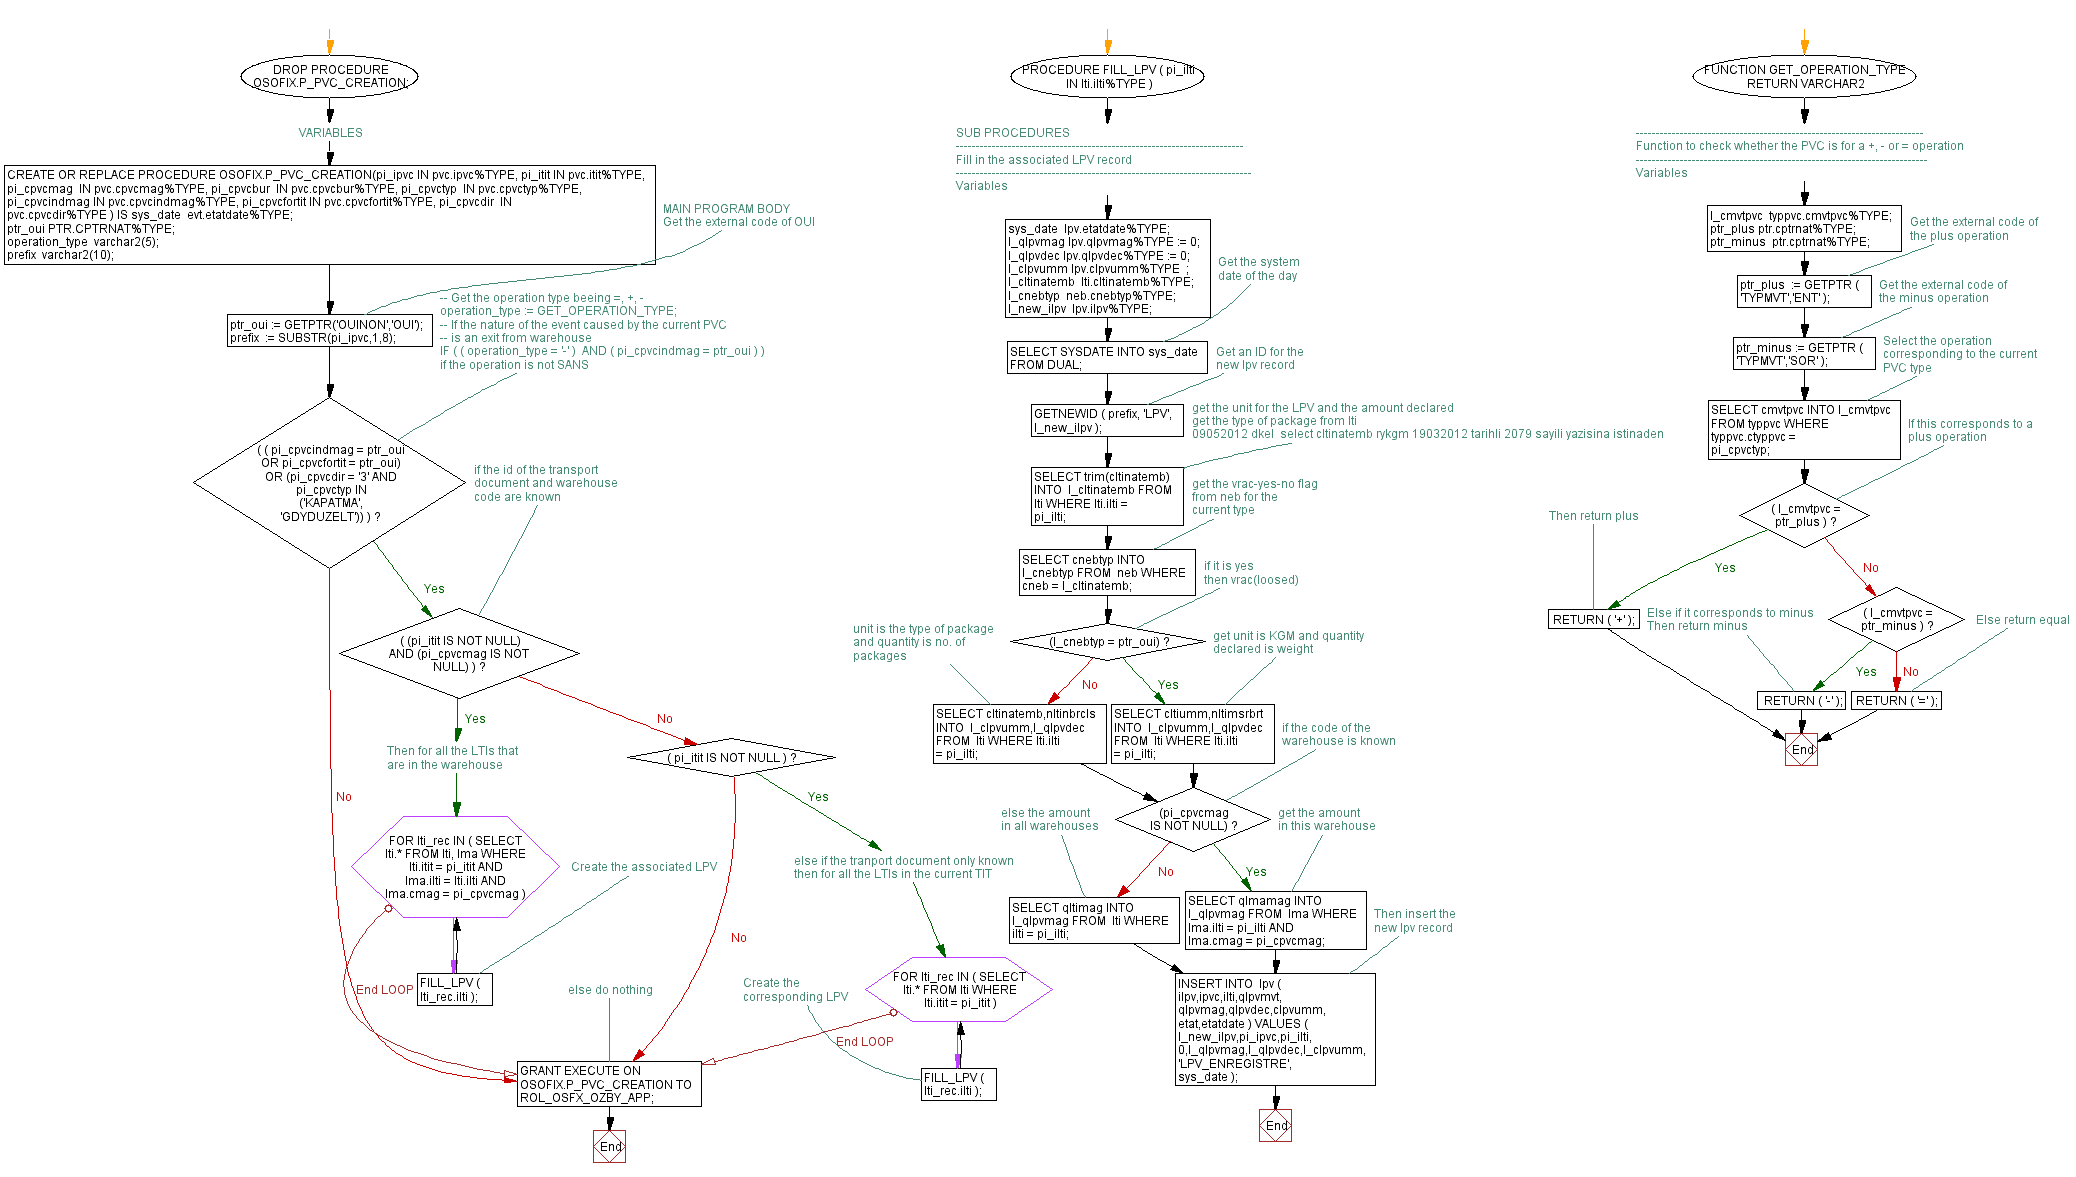 DROP PROCEDURE
OSOFIX.P_PVC_CREATION;
VARIABLES
CREATE OR REPLACE PROCEDURE OSOFIX.P_PVC_CREATION(pi_ipvc IN pvc.ipvc%TYPE, pi_itit IN pvc.itit%TYPE,
pi_cpvcmag  IN pvc.cpvcmag%TYPE, pi_cpvcbur  IN pvc.cpvcbur%TYPE, pi_cpvctyp  IN pvc.cpvctyp%TYPE,
pi_cpvcindmag IN pvc.cpvcindmag%TYPE, pi_cpvcfortit IN pvc.cpvcfortit%TYPE, pi_cpvcdir  IN
pvc.cpvcdir%TYPE ) IS sys_date  evt.etatdate%TYPE;
ptr_oui PTR.CPTRNAT%TYPE;
operation_type  varchar2(5);
prefix  varchar2(10);
MAIN PROGRAM BODY
Get the external code of OUI
ptr_oui := GETPTR('OUINON','OUI');
prefix  := SUBSTR(pi_ipvc,1,8);
-- Get the operation type beeing =, +, -
operation_type := GET_OPERATION_TYPE;
-- If the nature of the event caused by the current PVC
-- is an exit from warehouse
IF ( ( operation_type = '-' )  AND ( pi_cpvcindmag = ptr_oui ) )
if the operation is not SANS
( ( pi_cpvcindmag = ptr_oui
OR pi_cpvcfortit = ptr_oui)
OR (pi_cpvcdir = '3' AND
pi_cpvctyp IN
('KAPATMA',
'GDYDUZELT')) ) ?
if the id of the transport
document and warehouse
code are known
Yes
( (pi_itit IS NOT NULL)
AND (pi_cpvcmag IS NOT
NULL) ) ?
Yes
No
Then for all the LTIs that
are in the warehouse
( pi_itit IS NOT NULL ) ?
No
Yes
FOR lti_rec IN ( SELECT
lti.* FROM lti, lma WHERE
lti.itit = pi_itit AND
lma.ilti = lti.ilti AND
lma.cmag = pi_cpvcmag )
Create the associated LPV
else if the tranport document only known
then for all the LTIs in the current TIT
No
FILL_LPV (
lti_rec.ilti );
End LOOP
else do nothing
Create the
corresponding LPV
FOR lti_rec IN ( SELECT
lti.* FROM lti WHERE
lti.itit = pi_itit )
End LOOP
FILL_LPV (
lti_rec.ilti );
GRANT EXECUTE ON
OSOFIX.P_PVC_CREATION TO
ROL_OSFX_OZBY_APP;
End
PROCEDURE FILL_LPV ( pi_ilti
IN lti.ilti%TYPE )
SUB PROCEDURES
------------------------------------------------------------------------
Fill in the associated LPV record
--------------------------------------------------------------------------
Variables
sys_date  lpv.etatdate%TYPE;
l_qlpvmag lpv.qlpvmag%TYPE := 0;
l_qlpvdec lpv.qlpvdec%TYPE := 0;
l_clpvumm lpv.clpvumm%TYPE  ;
l_cltinatemb  lti.cltinatemb%TYPE;
l_cnebtyp  neb.cnebtyp%TYPE;
l_new_ilpv  lpv.ilpv%TYPE;
Get the system
date of the day
SELECT SYSDATE INTO sys_date
FROM DUAL;
Get an ID for the
new lpv record
GETNEWID ( prefix, 'LPV',
l_new_ilpv );
get the unit for the LPV and the amount declared
get the type of package from lti
09052012 dkel  select cltinatemb rykgm 19032012 tarihli 2079 sayili yazisina istinaden
SELECT trim(cltinatemb)
INTO  l_cltinatemb FROM
lti WHERE lti.ilti =
pi_ilti;
get the vrac-yes-no flag
from neb for the
current type
SELECT cnebtyp INTO
l_cnebtyp FROM  neb WHERE
cneb = l_cltinatemb;
if it is yes
then vrac(loosed)
unit is the type of package
and quantity is no. of
packages
(l_cnebtyp = ptr_oui) ?
get unit is KGM and quantity
declared is weight
No
Yes
SELECT cltinatemb,nltinbrcls
INTO  l_clpvumm,l_qlpvdec
FROM  lti WHERE lti.ilti
= pi_ilti;
SELECT cltiumm,nltimsrbrt
INTO  l_clpvumm,l_qlpvdec
FROM  lti WHERE lti.ilti
= pi_ilti;
if the code of the
warehouse is known
else the amount
in all warehouses
(pi_cpvcmag
IS NOT NULL) ?
get the amount
in this warehouse
No
Yes
SELECT qltimag INTO
l_qlpvmag FROM  lti WHERE
ilti = pi_ilti;
SELECT qlmamag INTO
l_qlpvmag FROM  lma WHERE
lma.ilti = pi_ilti AND
lma.cmag = pi_cpvcmag;
Then insert the
new lpv record
INSERT INTO  lpv (
ilpv,ipvc,ilti,qlpvmvt,
qlpvmag,qlpvdec,clpvumm,
etat,etatdate ) VALUES (
l_new_ilpv,pi_ipvc,pi_ilti,
0,l_qlpvmag,l_qlpvdec,l_clpvumm,
'LPV_ENREGISTRE',
sys_date );
End
FUNCTION GET_OPERATION_TYPE
RETURN VARCHAR2
------------------------------------------------------------------------
Function to check whether the PVC is for a +, - or = operation
-------------------------------------------------------------------------
Variables
l_cmvtpvc  typpvc.cmvtpvc%TYPE;
ptr_plus ptr.cptrnat%TYPE;
ptr_minus  ptr.cptrnat%TYPE;
Get the external code of
the plus operation
ptr_plus  := GETPTR (
'TYPMVT','ENT' );
Get the external code of
the minus operation
ptr_minus := GETPTR (
'TYPMVT','SOR' );
Select the operation
corresponding to the current
PVC type
SELECT cmvtpvc INTO l_cmvtpvc
FROM typpvc WHERE
typpvc.ctyppvc =
pi_cpvctyp;
If this corresponds to a
plus operation
Then return plus
( l_cmvtpvc =
ptr_plus ) ?
Yes
No
RETURN ( '+' );
Else if it corresponds to minus
Then return minus
( l_cmvtpvc =
ptr_minus ) ?
Else return equal
Yes
No
RETURN ( '-' );
RETURN ( '=' );
End